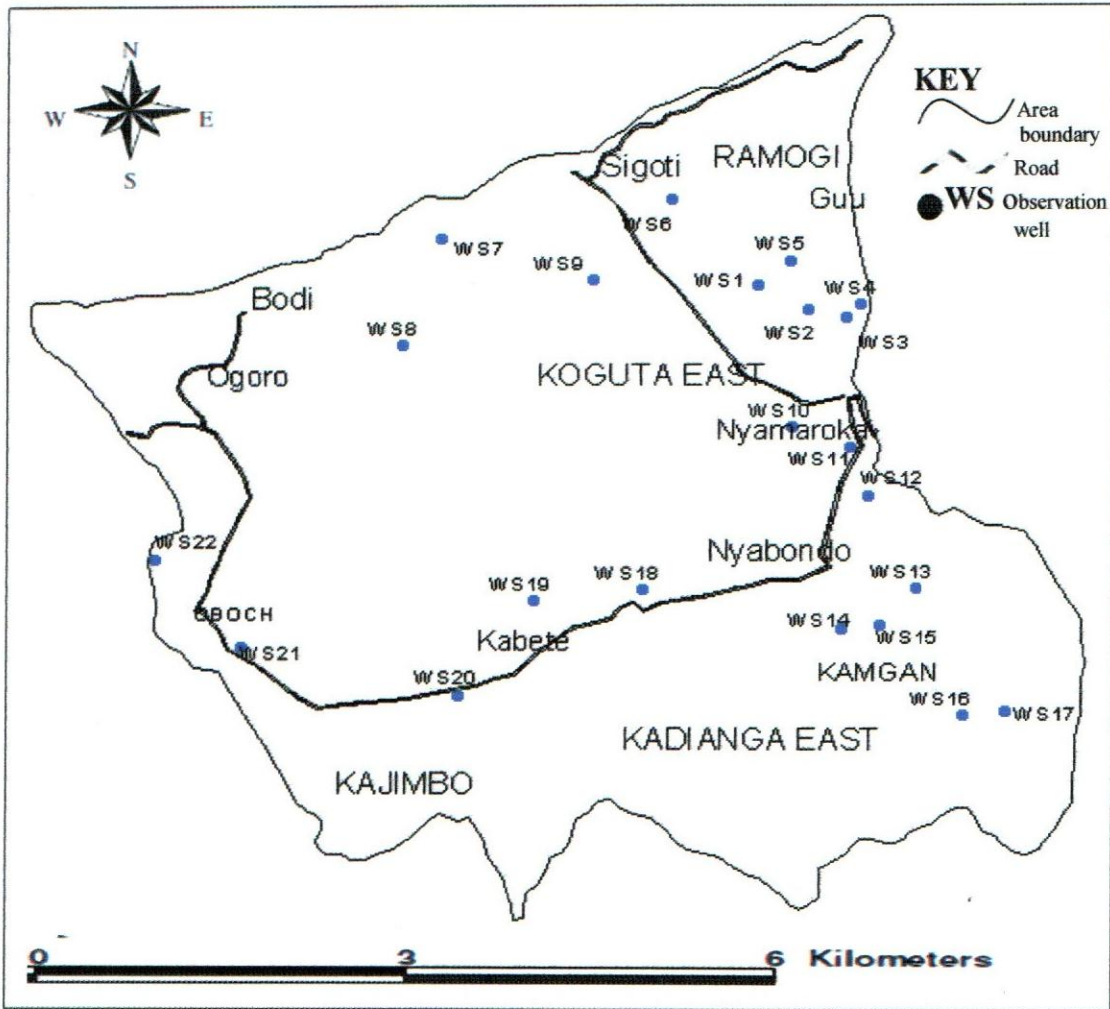 N
W E
S
KEY
Area
boundary
Road
WS Observation
well
RAMOGI
Sigoti
Guu
WS6
WS5
WS7
WS9
WS1
WS4
WS2
WS3
Bodi
WS8
Ogoro
KOGUTA EAST
WS10
Nyamaroka
WS11
WS12
WS22
Nyabondo
WS19
WS18
WS13
OBOCH
WS14
WS15
WS21
Kabete
KAMGAN
WS20
WS16
WS17
KADIANGA EAST
KAJIMBO
0 3 6 Kilometers